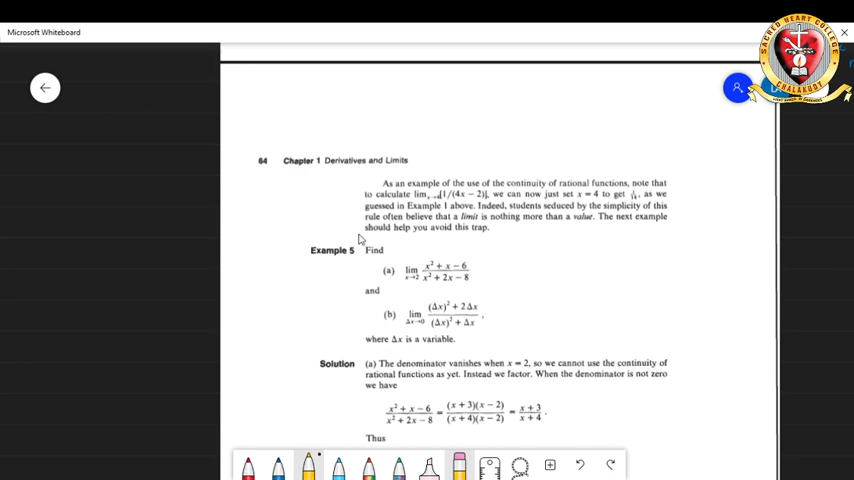 Microsoft Whiteboard
SACRED HEART COLLEGE
CHALAKUDY
64 Chapter 1 Derivatives and Limits
As an example of the use of the continuity of rational functions, note that
to calculate lim x→4[1/(4x − 2)], we can now just set x = 4 to get 1/14, as we
guessed in Example 1 above. Indeed, students seduced by the simplicity of this
rule often believe that a limit is nothing more than a value. The next example
should help you avoid this trap.
Example 5 Find
(a) lim x→2 (x² + x − 6)/(x² + 2x − 8)
and
(b) lim Δx→0 ((Δx)² + 2Δx)/((Δx)² + Δx),
where Δx is a variable.
Solution (a) The denominator vanishes when x = 2, so we cannot use the continuity of
rational functions as yet. Instead we factor. When the denominator is not zero
we have
(x² + x − 6)/(x² + 2x − 8) = (x + 3)(x − 2)/(x + 4)(x − 2) = (x + 3)/(x + 4).
Thus